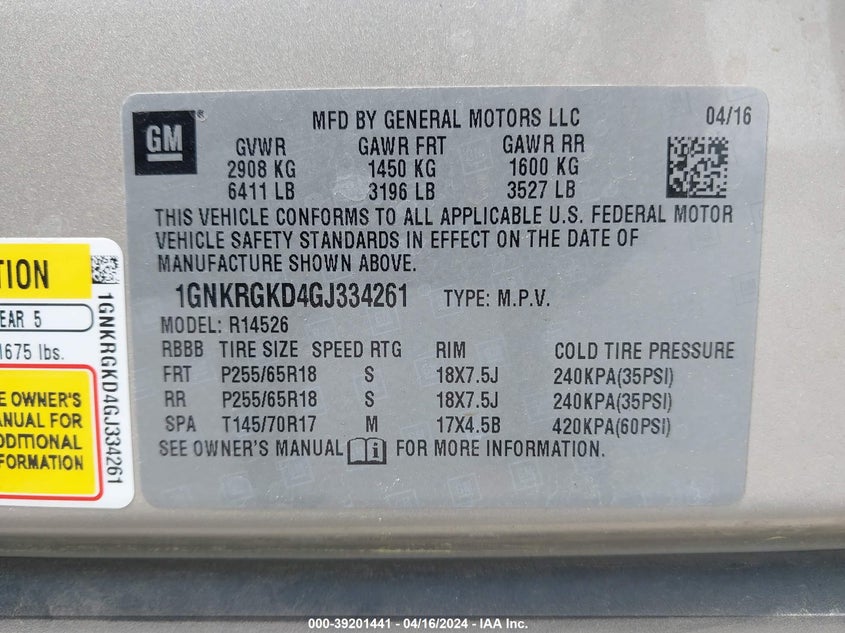 GM®
MFD BY GENERAL MOTORS LLC 04/16
GVWR GAWR FRT GAWR RR
2908 KG 1450 KG 1600 KG
6411 LB 3196 LB 3527 LB
THIS VEHICLE CONFORMS TO ALL APPLICABLE U.S. FEDERAL MOTOR
VEHICLE SAFETY STANDARDS IN EFFECT ON THE DATE OF
MANUFACTURE SHOWN ABOVE.
1GNKRGKD4GJ334261 TYPE: M.P.V.
MODEL: R14526
RBBB TIRE SIZE SPEED RTG RIM COLD TIRE PRESSURE
FRT P255/65R18 S 18X7.5J 240KPA(35PSI)
RR P255/65R18 S 18X7.5J 240KPA(35PSI)
SPA T145/70R17 M 17X4.5B 420KPA(60PSI)
SEE OWNER'S MANUAL i FOR MORE INFORMATION.
TION
EAR 5
1675 lbs.
E OWNER'S
ANUAL FOR
DDITIONAL
FORMATION
1GNKRGKD4GJ334261
000-39201441 - 04/16/2024 - IAA Inc.